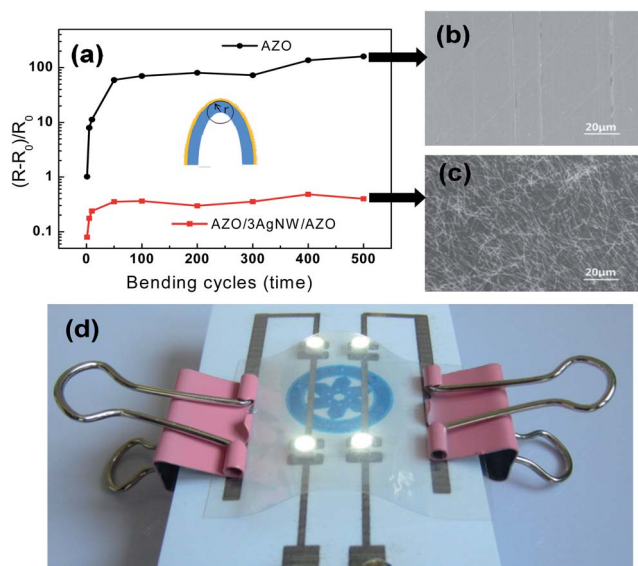 (a)
AZO
(R-R₀)/R₀
100
10
1
0.1
r
AZO/3AgNW/AZO
0
100
200
300
400
500
Bending cycles (time)
(b)
20μm
(c)
20μm
(d)